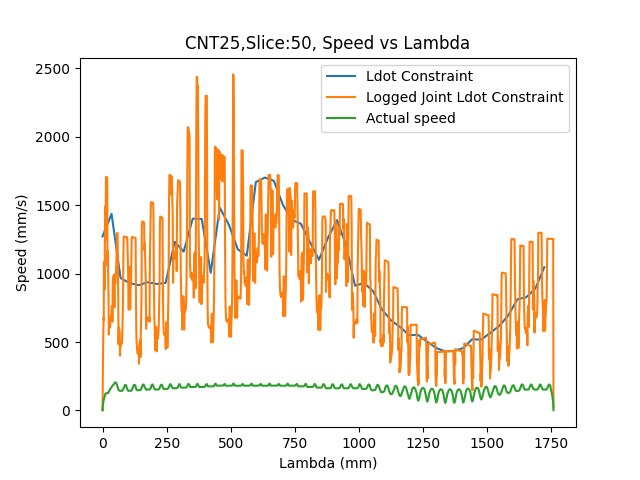 CNT25,Slice:50, Speed vs Lambda
Ldot Constraint
Logged Joint Ldot Constraint
Actual speed
2500
2000
1500
1000
500
0
Speed (mm/s)
0 250 500 750 1000 1250 1500 1750
Lambda (mm)